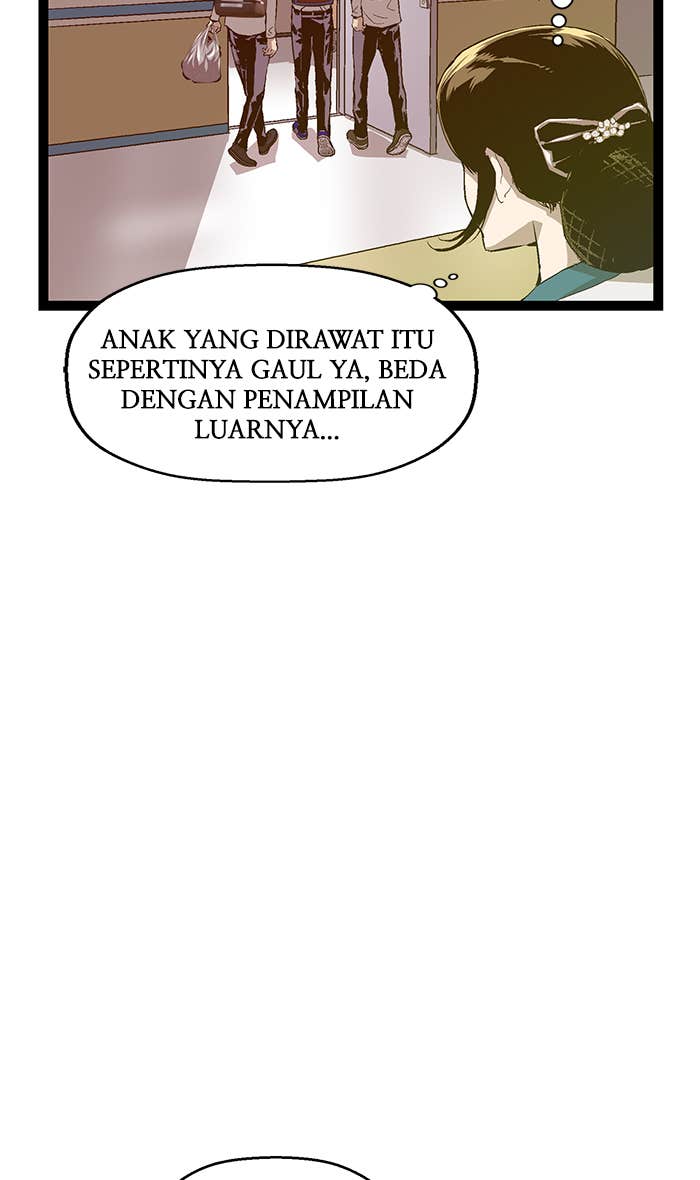 ANAK YANG DIRAWAT ITU
SEPERTINYA GAUL YA, BEDA
DENGAN PENAMPILAN
LUARNYA...